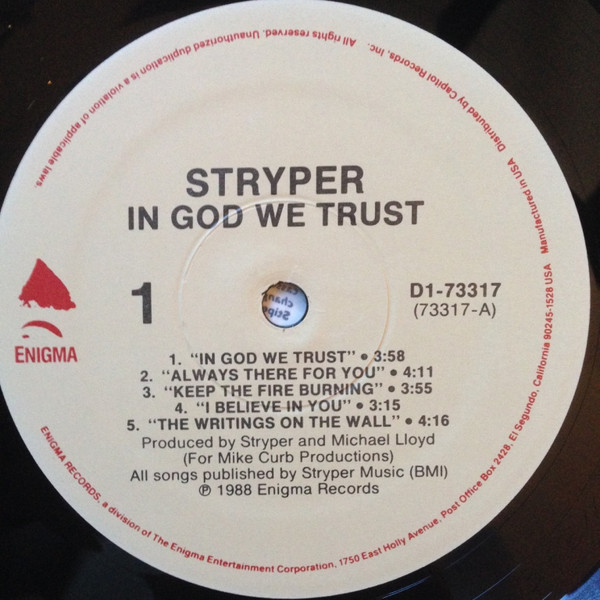 STRYPER
IN GOD WE TRUST
1
D1-73317
(73317-A)
ENIGMA
1. "IN GOD WE TRUST" • 3:58
2. "ALWAYS THERE FOR YOU" • 4:11
3. "KEEP THE FIRE BURNING" • 3:55
4. "I BELIEVE IN YOU" • 3:15
5. "THE WRITINGS ON THE WALL" • 4:16
Produced by Stryper and Michael Lloyd
(For Mike Curb Productions)
All songs published by Stryper Music (BMI)
℗ 1988 Enigma Records
ENIGMA RECORDS, a division of The Enigma Entertainment Corporation, 1750 East Holly Avenue, Post Office Box 2428, El Segundo, California 90245-1528 USA Manufactured in USA Distributed by Capitol Records, Inc. All rights reserved. Unauthorized duplication is a violation of applicable laws.